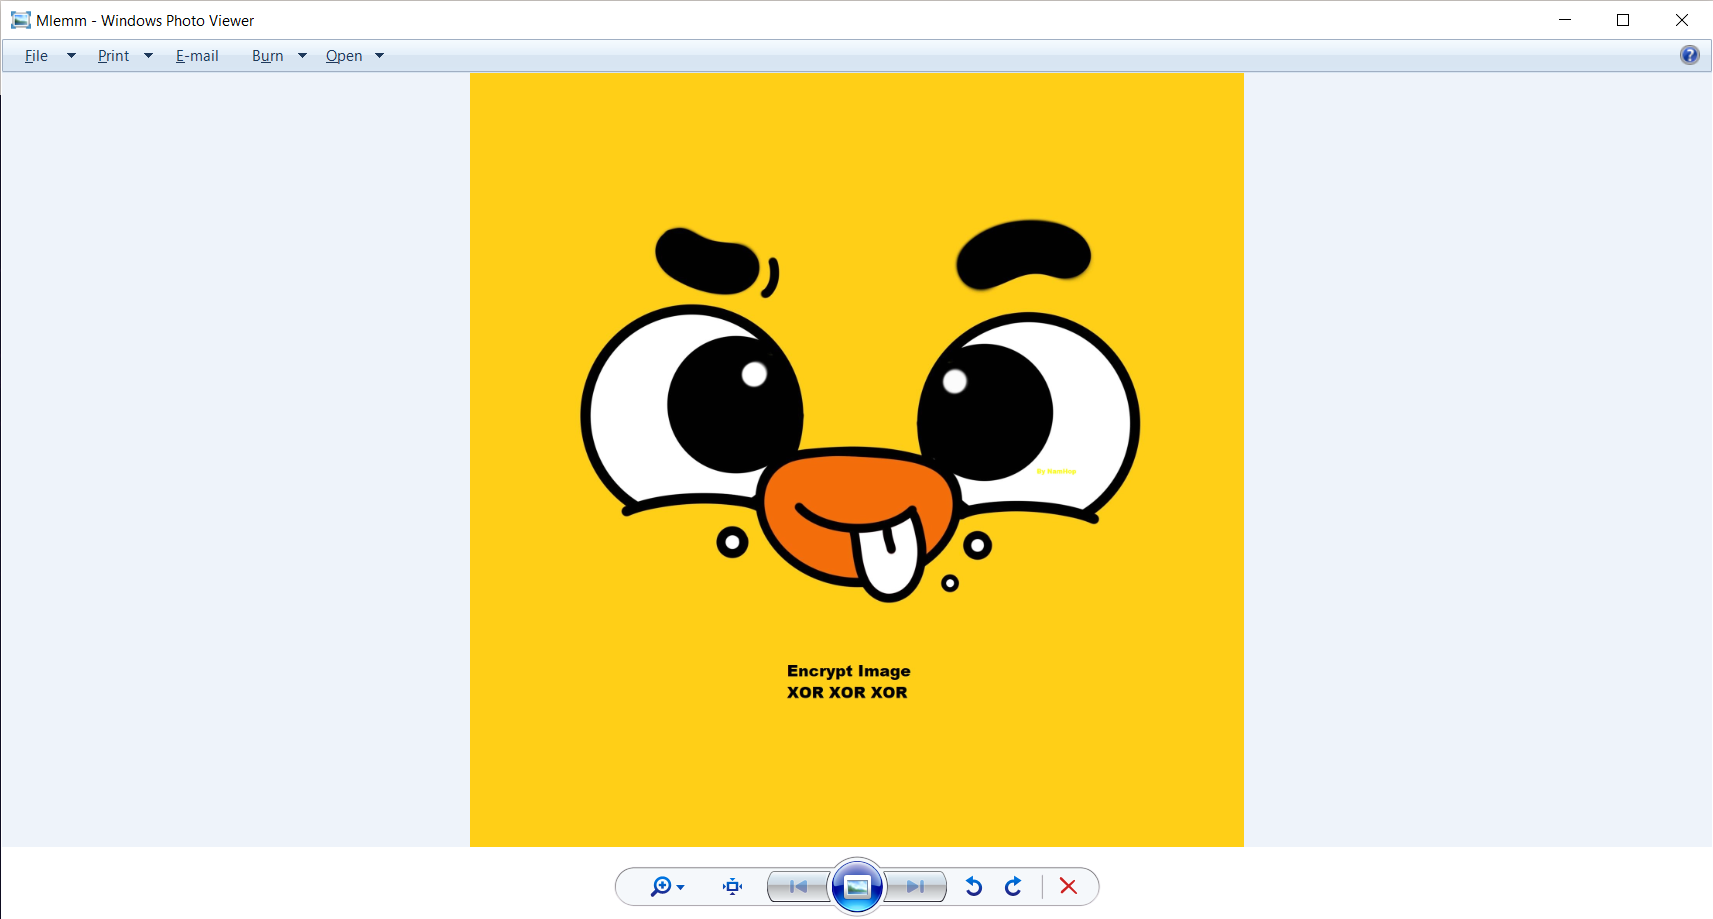 Mlemm - Windows Photo Viewer
File Print E-mail Burn Open
Encrypt Image
XOR XOR XOR